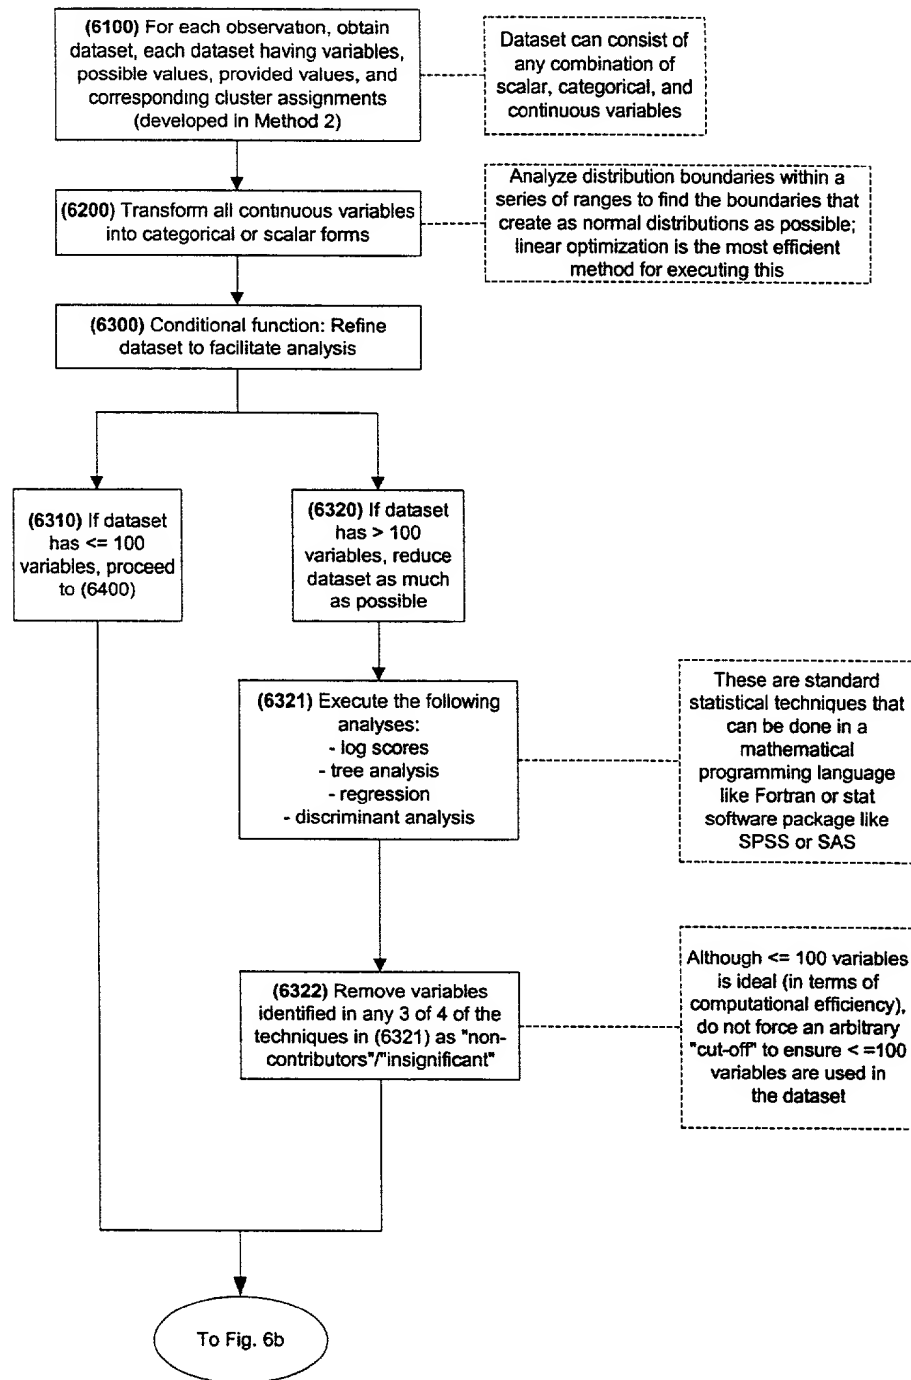 (6100) For each observation, obtain
dataset, each dataset having variables,
possible values, provided values, and
corresponding cluster assignments
(developed in Method 2)
Dataset can consist of
any combination of
scalar, categorical, and
continuous variables
(6200) Transform all continuous variables
into categorical or scalar forms
Analyze distribution boundaries within a
series of ranges to find the boundaries that
create as normal distributions as possible;
linear optimization is the most efficient
method for executing this
(6300) Conditional function: Refine
dataset to facilitate analysis
(6310) If dataset
has <= 100
variables, proceed
to (6400)
(6320) If dataset
has > 100
variables, reduce
dataset as much
as possible
(6321) Execute the following
analyses:
- log scores
- tree analysis
- regression
- discriminant analysis
These are standard
statistical techniques that
can be done in a
mathematical
programming language
like Fortran or stat
software package like
SPSS or SAS
(6322) Remove variables
identified in any 3 of 4 of the
techniques in (6321) as "non-
contributors"/"insignificant"
Although <= 100 variables
is ideal (in terms of
computational efficiency),
do not force an arbitrary
"cut-off" to ensure < =100
variables are used in
the dataset
To Fig. 6b